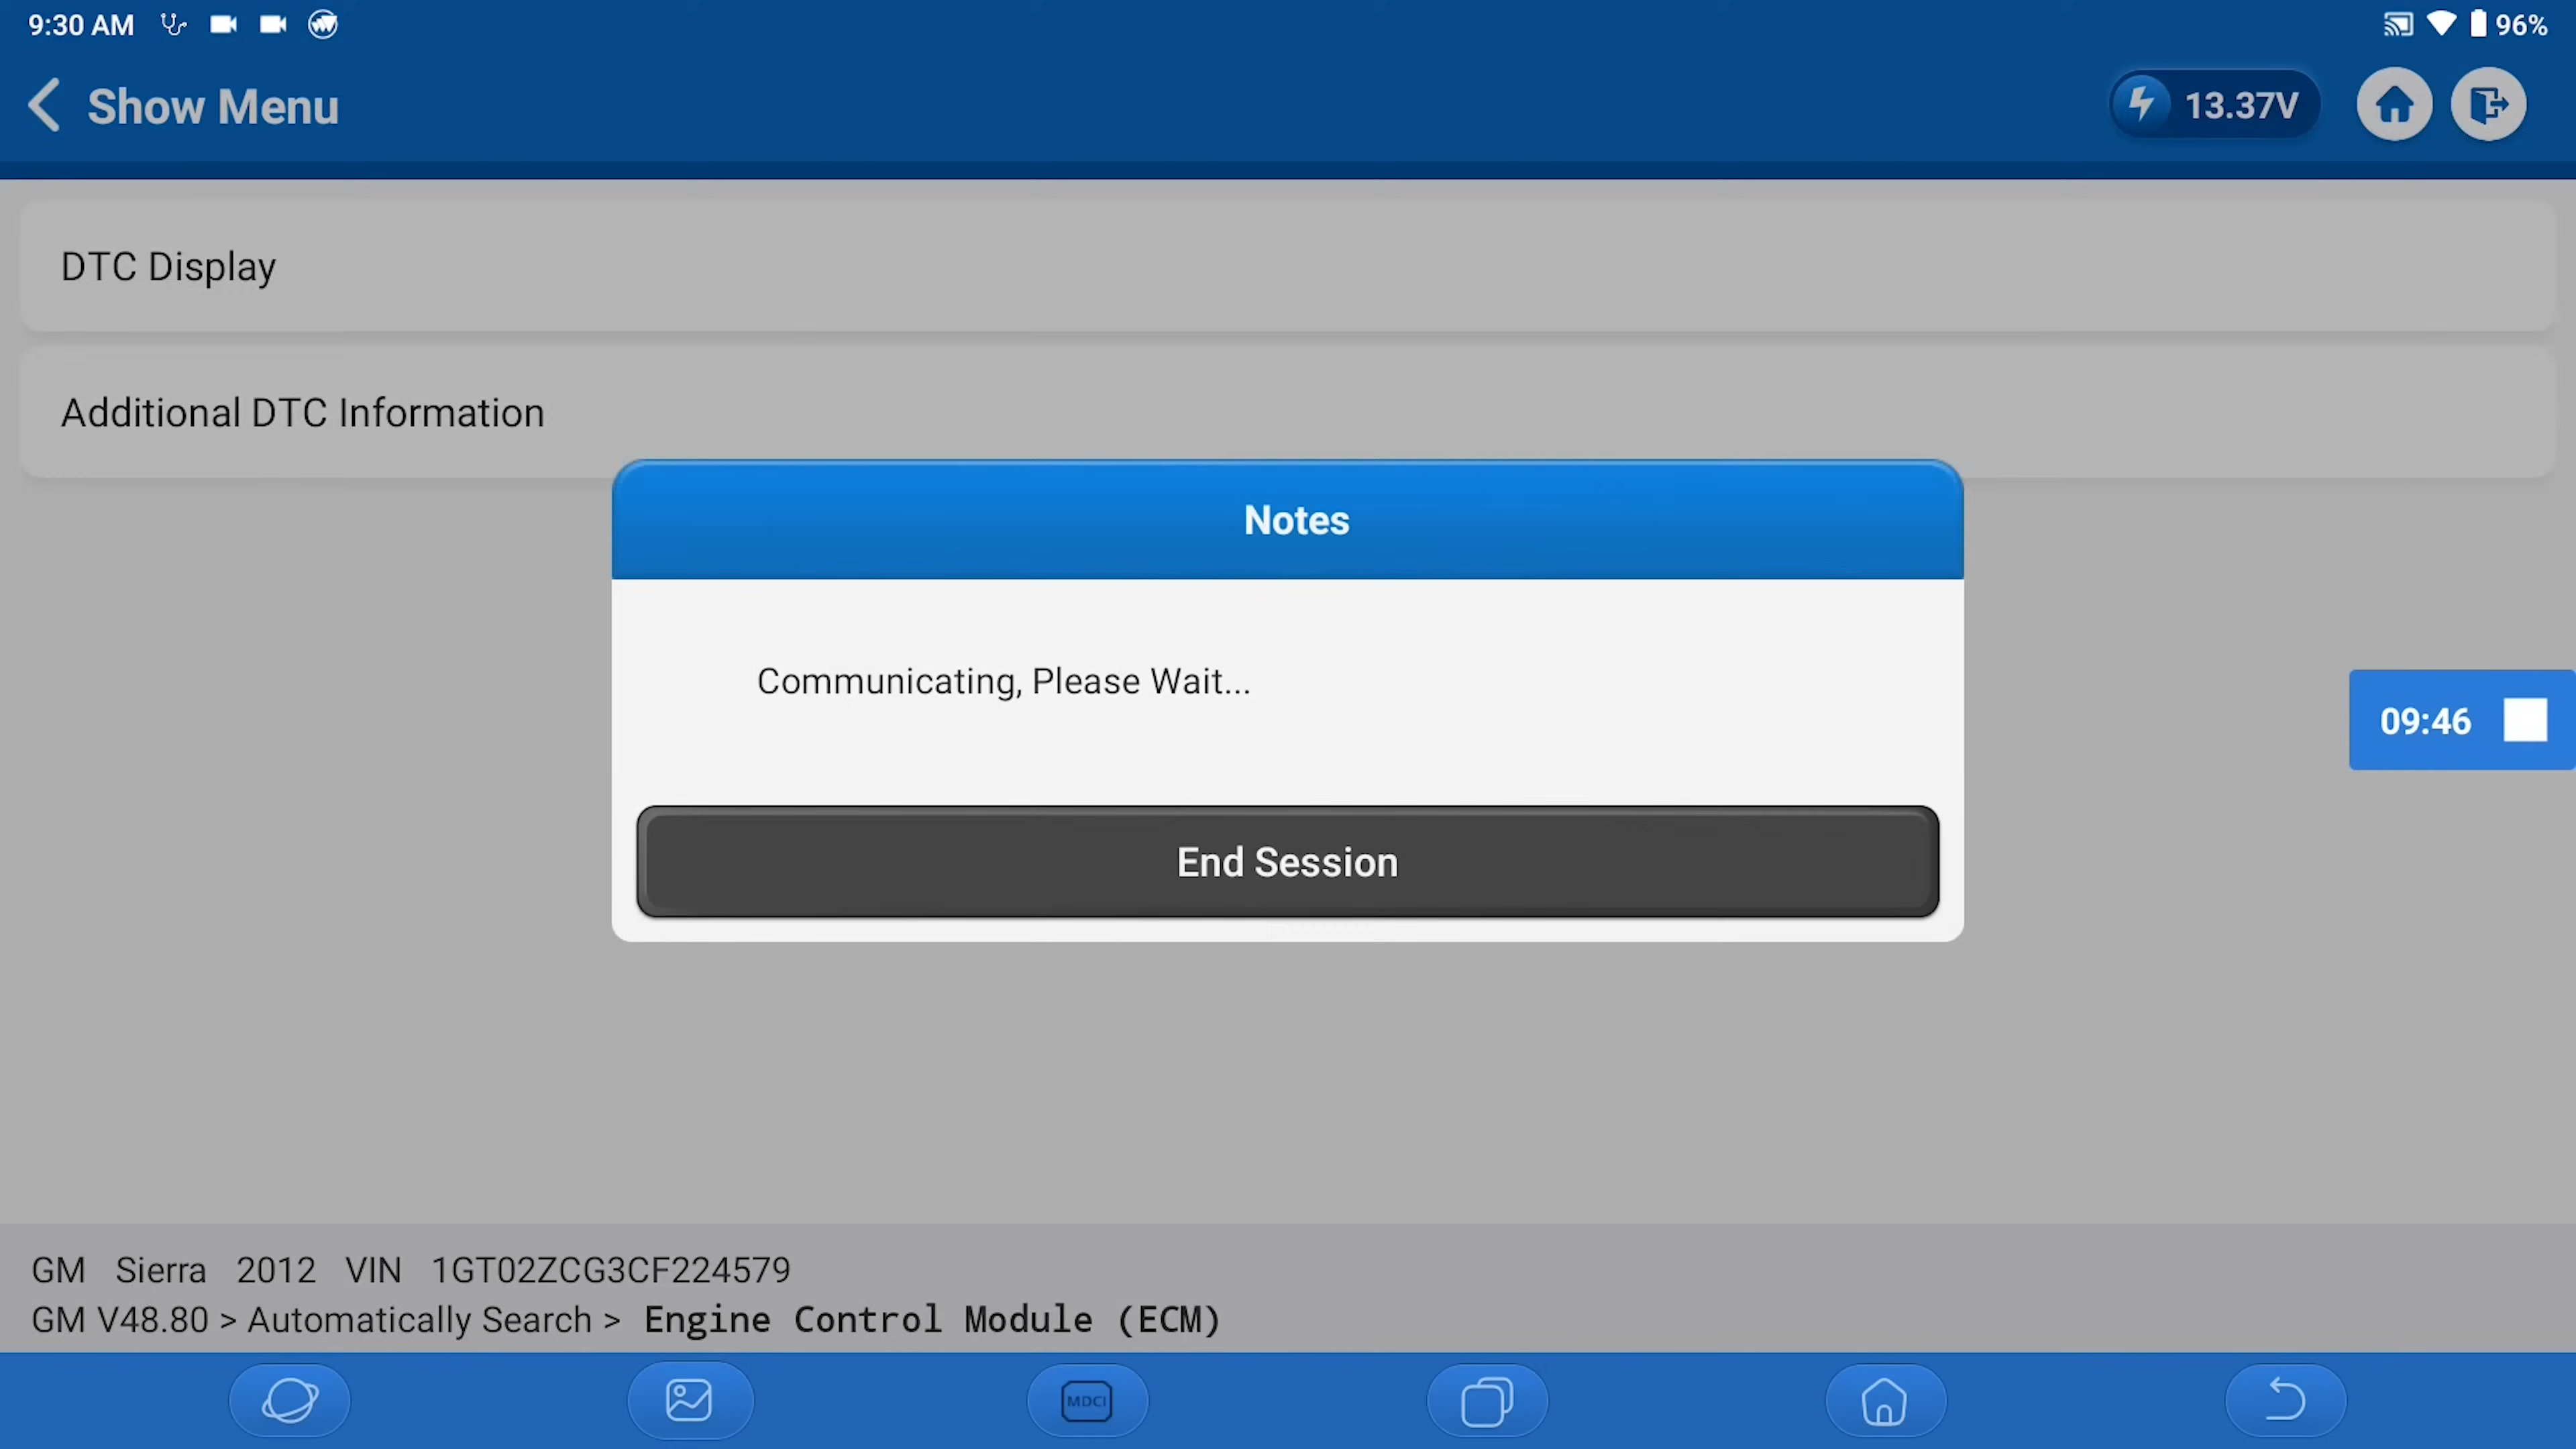 9:30 AM
96%
Show Menu
13.37V
DTC Display
Additional DTC Information
Notes
Communicating, Please Wait...
09:46
End Session
GM Sierra 2012 VIN 1GT02ZCG3CF224579
GM V48.80 > Automatically Search > Engine Control Module (ECM)
MDCI